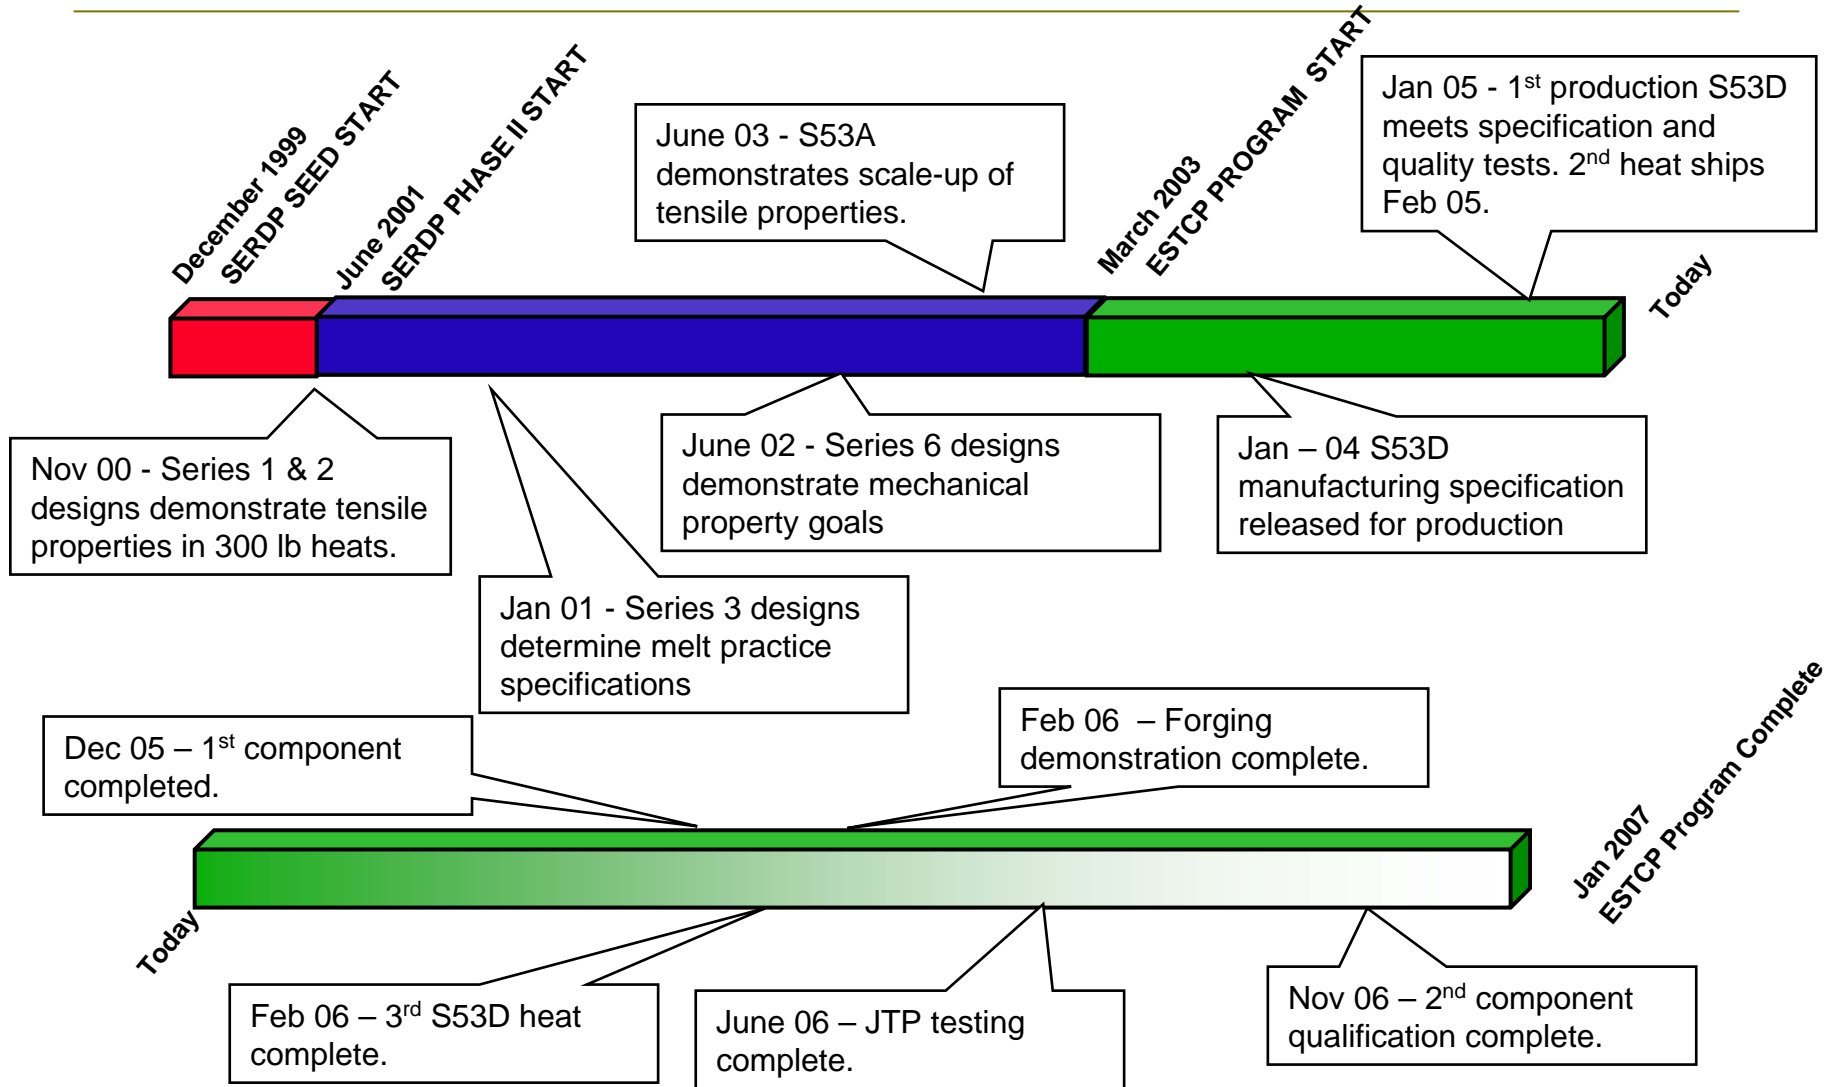 December 1999
SERDP SEED START
June 2001
SERDP PHASE II START
June 03 - S53A
demonstrates scale-up of
tensile properties.
March 2003
ESTCP PROGRAM START
Jan 05 - 1st production S53D
meets specification and
quality tests. 2nd heat ships
Feb 05.
Today
Nov 00 - Series 1 & 2
designs demonstrate tensile
properties in 300 lb heats.
Jan 01 - Series 3 designs
determine melt practice
specifications
June 02 - Series 6 designs
demonstrate mechanical
property goals
Jan – 04 S53D
manufacturing specification
released for production
Dec 05 – 1st component
completed.
Feb 06 – Forging
demonstration complete.
Jan 2007
ESTCP Program Complete
Today
Feb 06 – 3rd S53D heat
complete.
June 06 – JTP testing
complete.
Nov 06 – 2nd component
qualification complete.